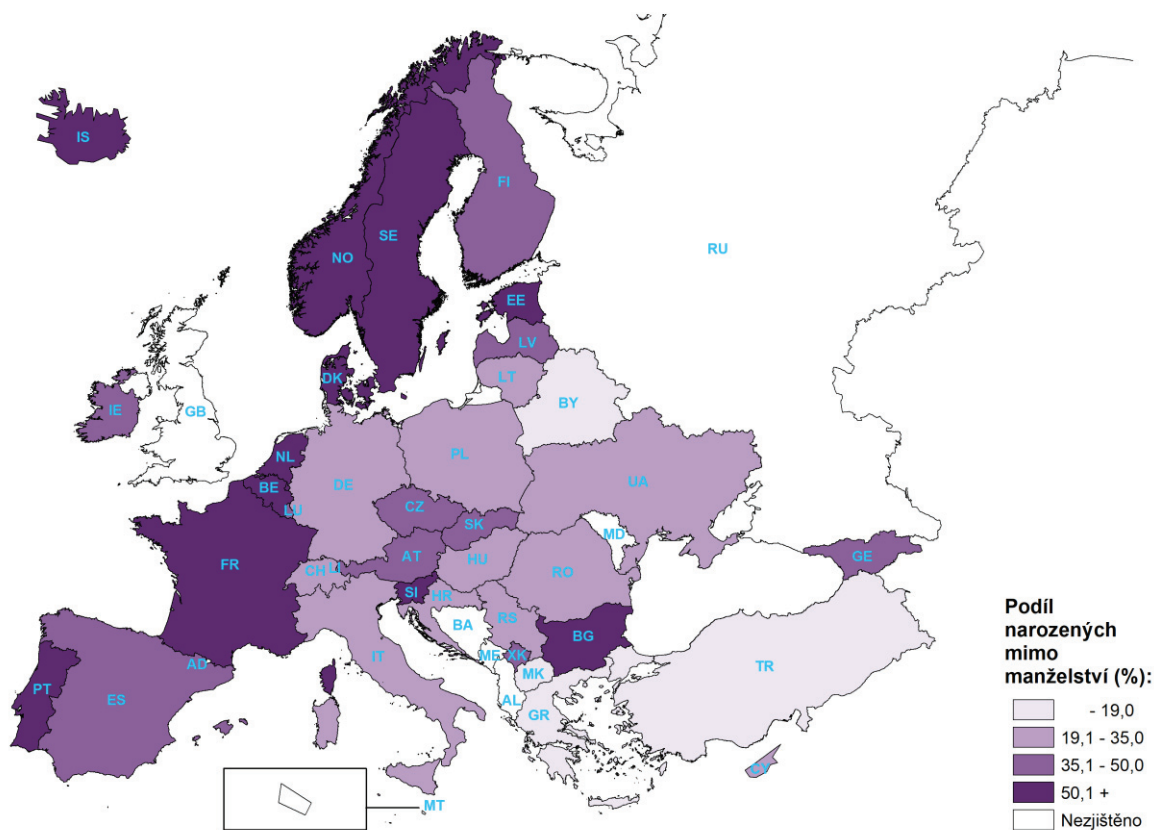 IS
FI
SE
NO
RU
EE
LV
DK
LT
IE
GB
BY
NL
PL
DE
BE
UA
CZ
LU
SK
MD
AT
HU
GE
FR
CH
LI
RO
SI
HR
RS
BA
BG
IT
ME
XK
AD
MK
TR
PT
ES
AL
GR
CY
MT
Podíl
narozených
mimo
manželství (%):
- 19,0
19,1 - 35,0
35,1 - 50,0
50,1 +
Nezjištěno